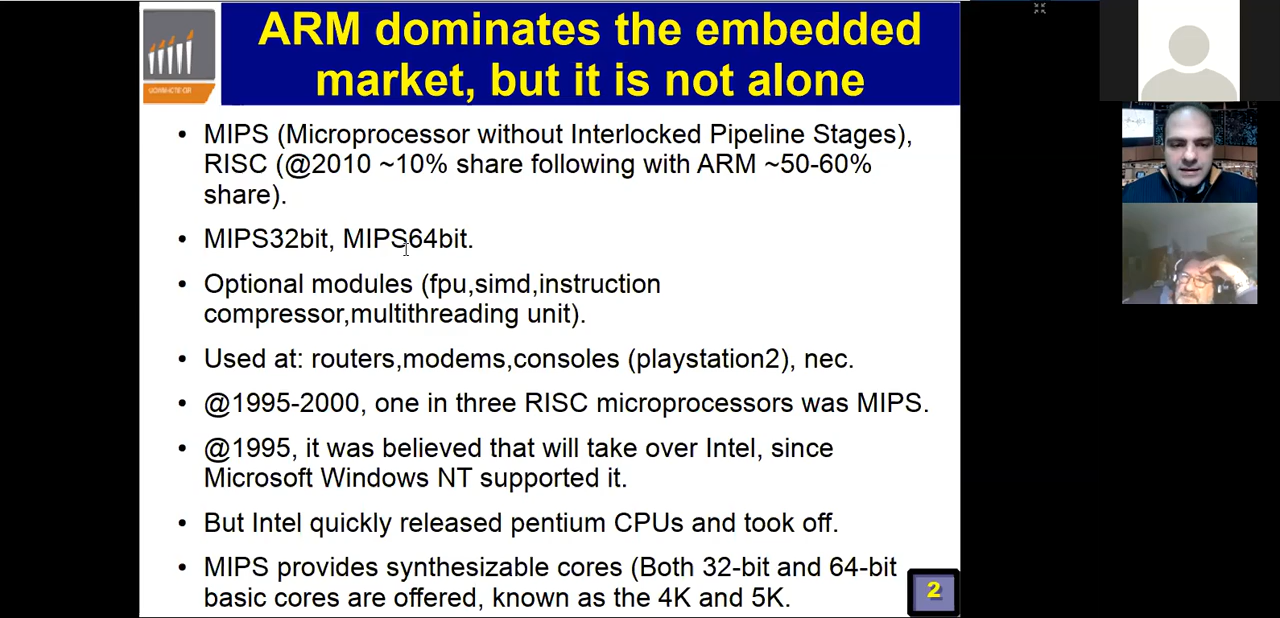 ARM dominates the embedded
market, but it is not alone
• MIPS (Microprocessor without Interlocked Pipeline Stages),
RISC (@2010 ~10% share following with ARM ~50-60%
share).
• MIPS32bit, MIPS64bit.
• Optional modules (fpu,simd,instruction
compressor,multithreading unit).
• Used at: routers,modems,consoles (playstation2), nec.
• @1995-2000, one in three RISC microprocessors was MIPS.
• @1995, it was believed that will take over Intel, since
Microsoft Windows NT supported it.
• But Intel quickly released pentium CPUs and took off.
• MIPS provides synthesizable cores (Both 32-bit and 64-bit
basic cores are offered, known as the 4K and 5K.
2